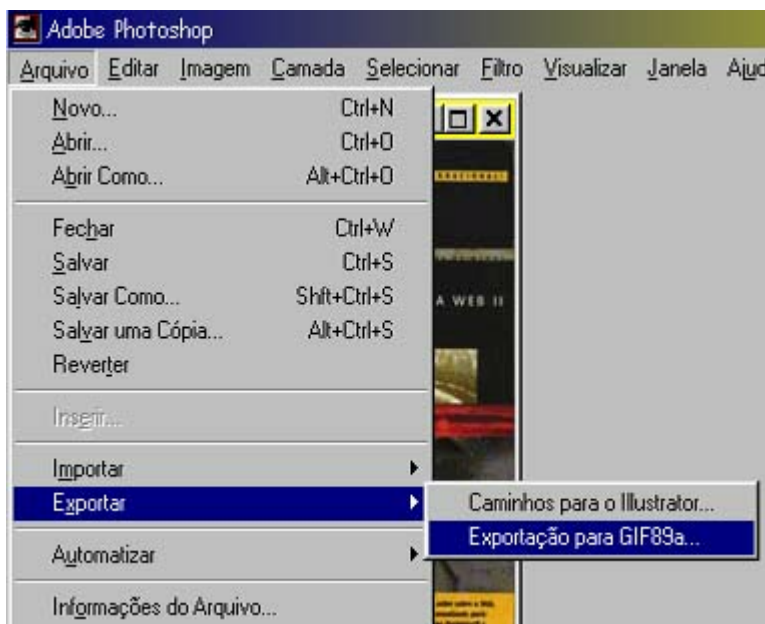 Adobe Photoshop
Arquivo Editar Imagem Camada Selecionar Filtro Visualizar Janela Ajud
Novo... Ctrl+N
Abrir... Ctrl+O
Abrir Como... Alt+Ctrl+O
Fechar Ctrl+W
Salvar Ctrl+S
Salvar Como... Shft+Ctrl+S
Salvar uma Cópia... Alt+Ctrl+S
Reverter
Inserir...
Importar
Exportar
Automatizar
Informações do Arquivo...
Caminhos para o Illustrator...
Exportação para GIF89a...
A WEB II